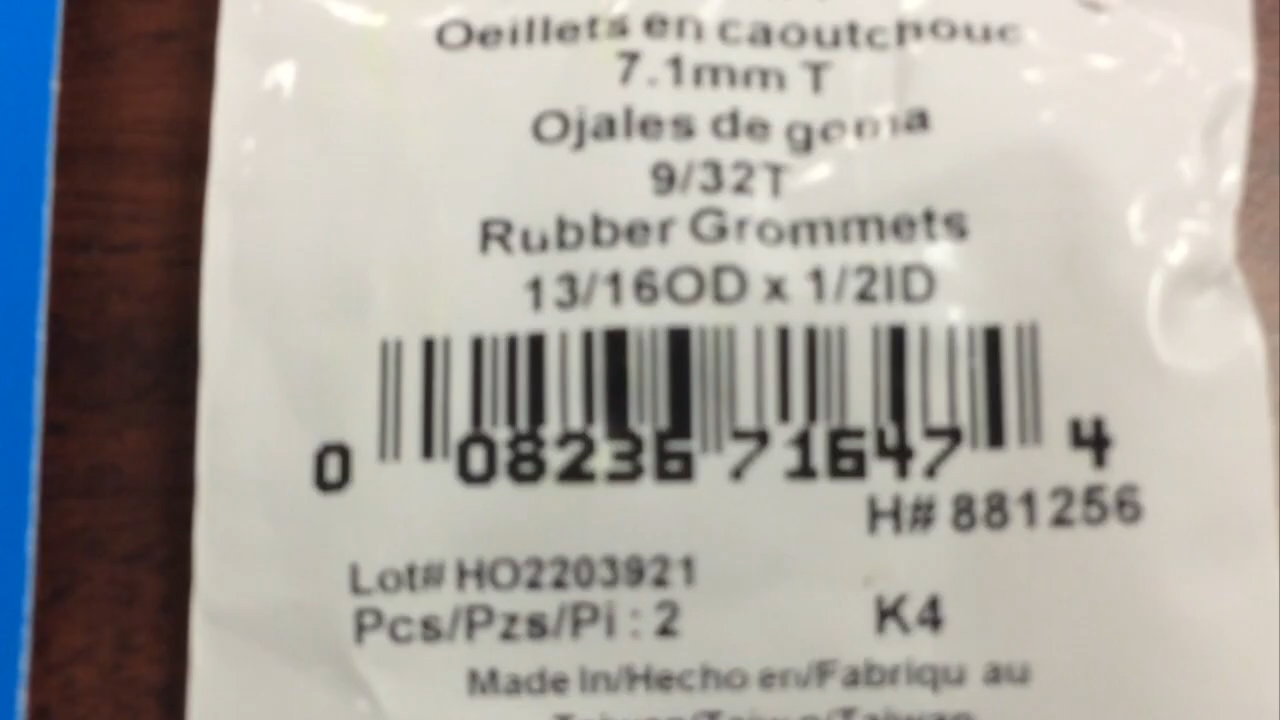 Oeillets en caoutchouc
7.1mm T
Ojales de goma
9/32T
Rubber Grommets
13/16OD x 1/2ID
0 08236 71647 4
H# 881256
Lot# HO2203921
Pcs/Pzs/Pi : 2 K4
Made In/Hecho en/Fabriqu au